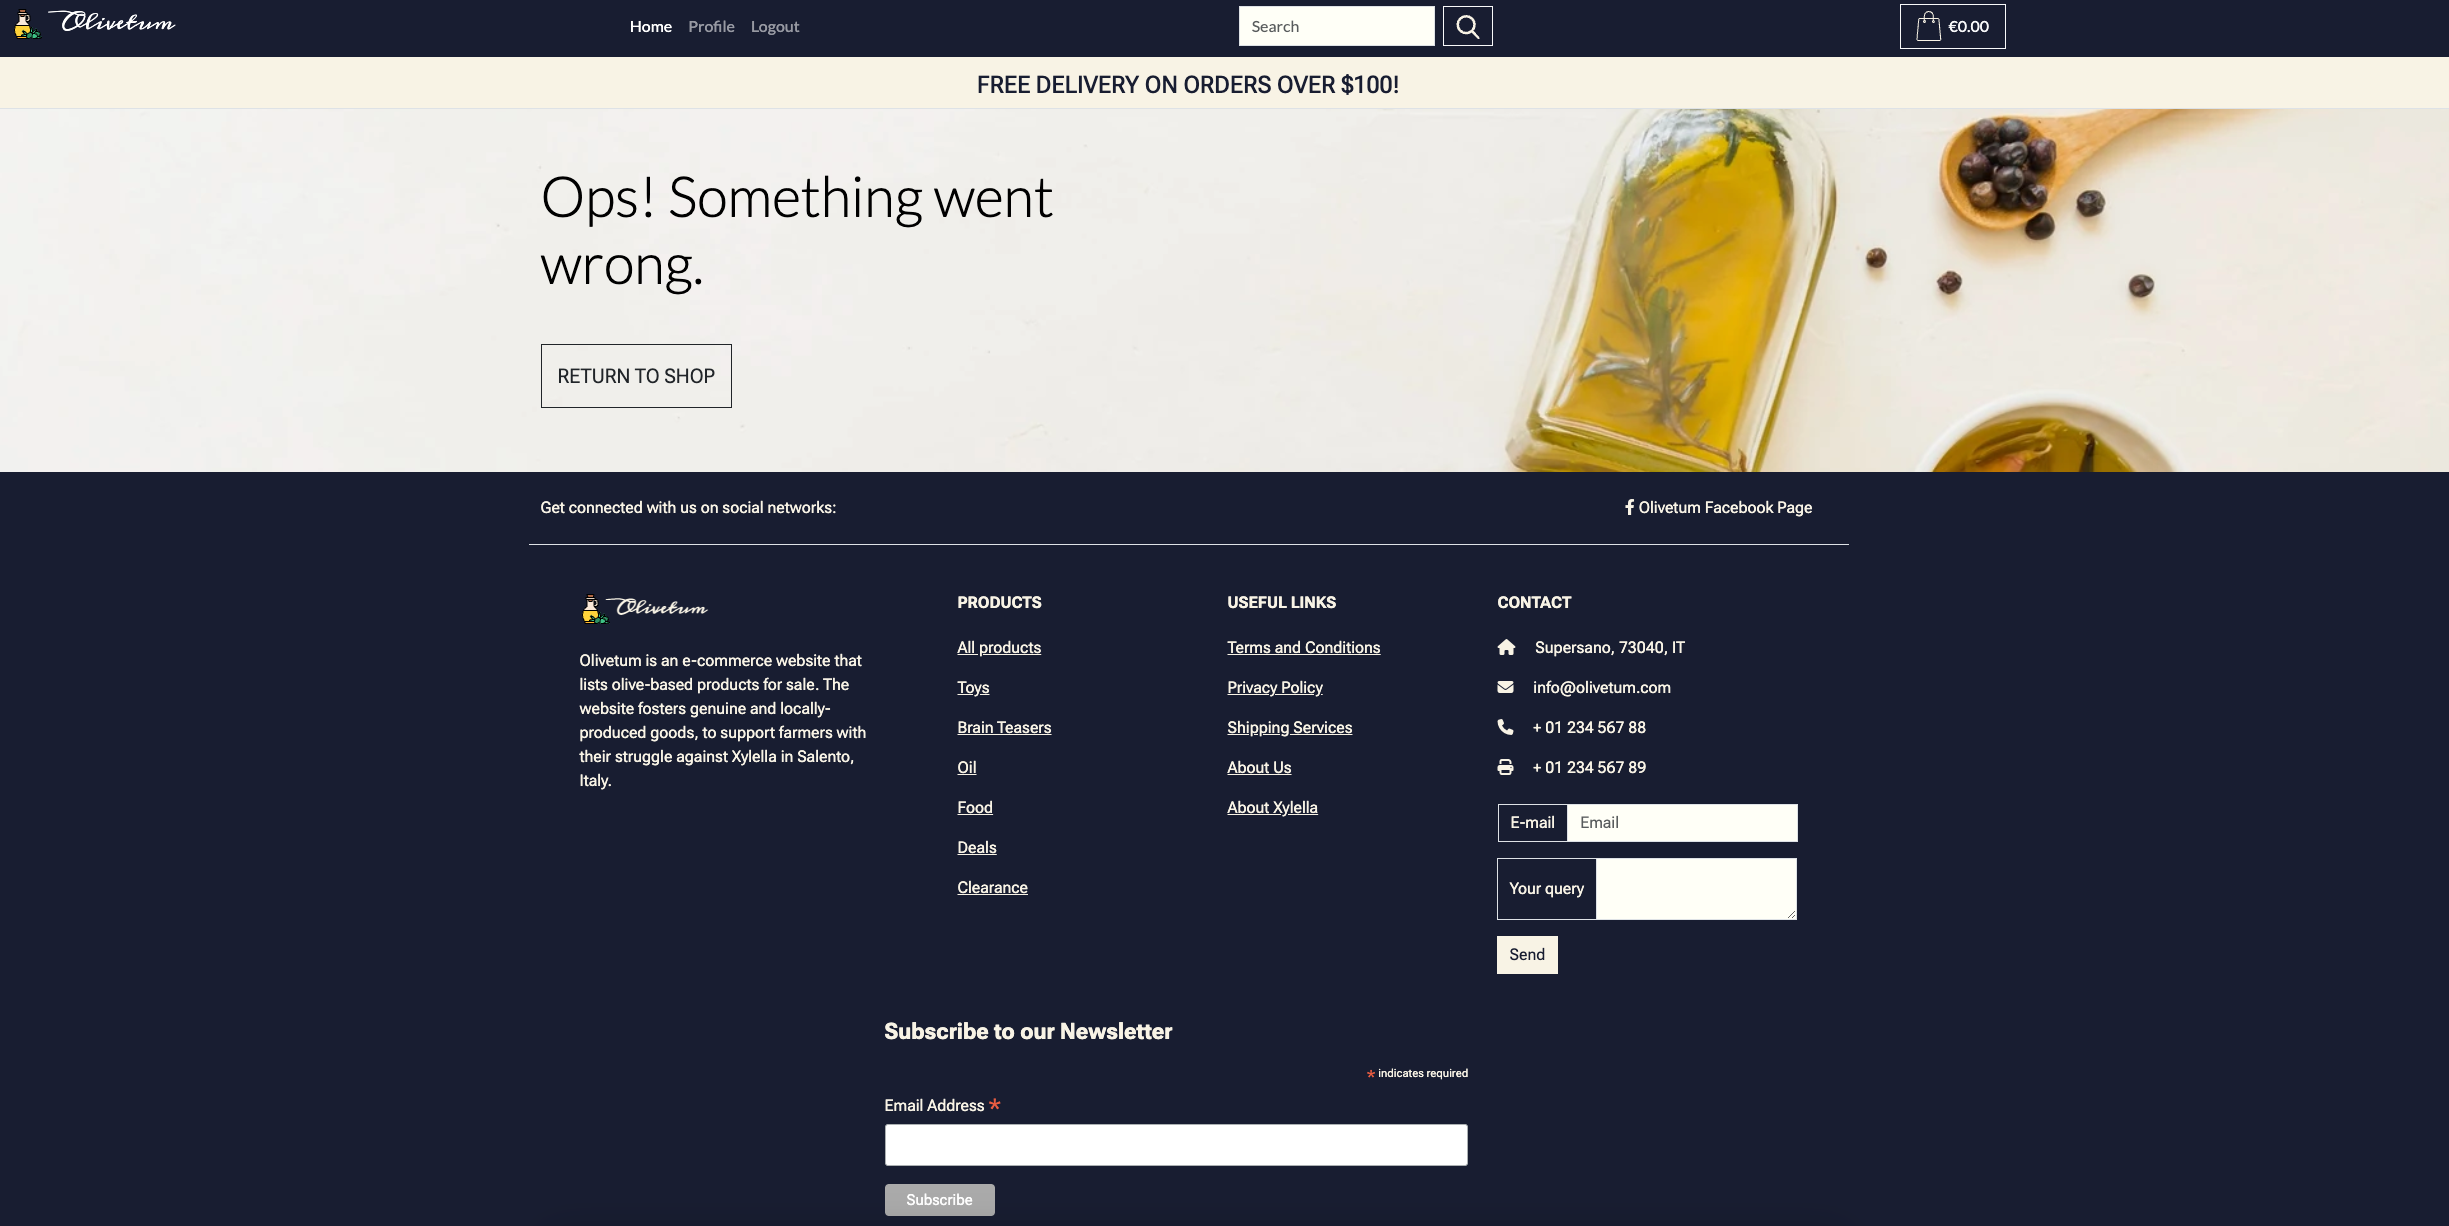 Olivetum
Home Profile Logout
Search
€0.00
FREE DELIVERY ON ORDERS OVER $100!
Ops! Something went
wrong.
RETURN TO SHOP
Get connected with us on social networks:
Olivetum Facebook Page
Olivetum
Olivetum is an e-commerce website that
lists olive-based products for sale. The
website fosters genuine and locally-
produced goods, to support farmers with
their struggle against Xylella in Salento,
Italy.
PRODUCTS
All products
Toys
Brain Teasers
Oil
Food
Deals
Clearance
USEFUL LINKS
Terms and Conditions
Privacy Policy
Shipping Services
About Us
About Xylella
CONTACT
Supersano, 73040, IT
info@olivetum.com
+ 01 234 567 88
+ 01 234 567 89
E-mail Email
Your query
Send
Subscribe to our Newsletter
* indicates required
Email Address *
Subscribe